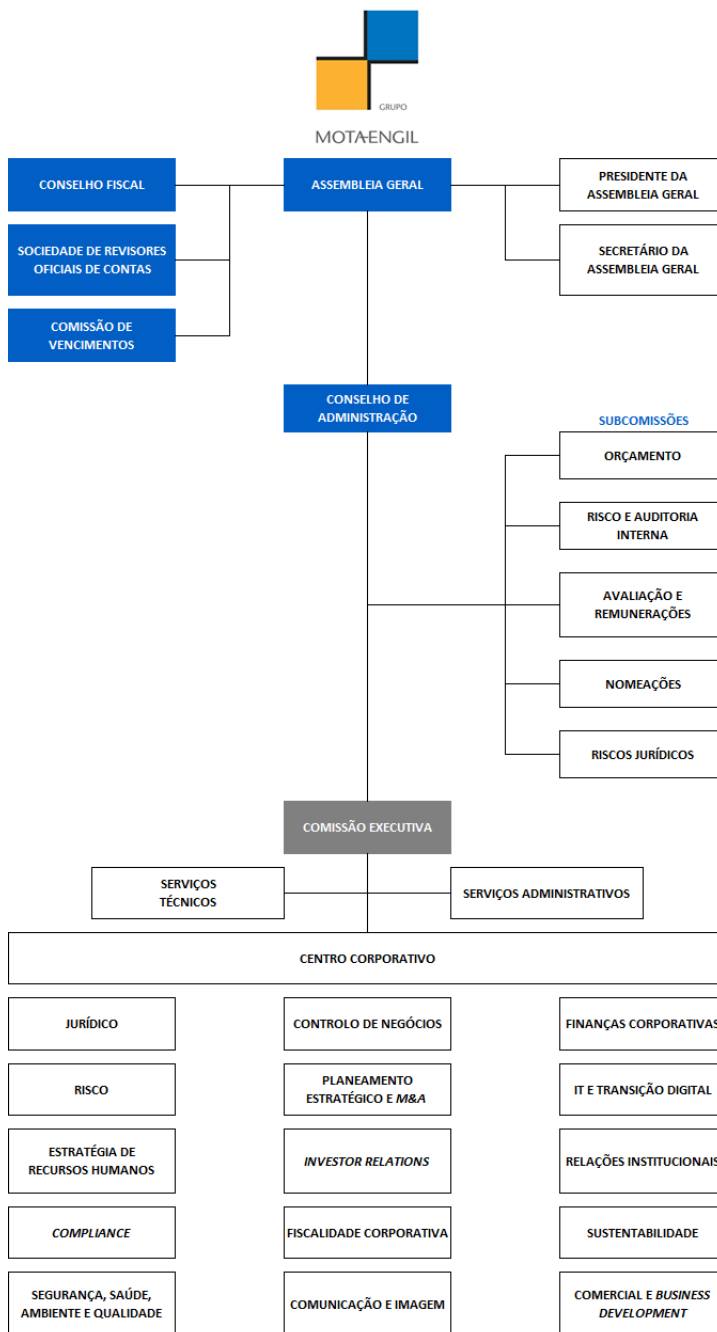 GRUPO
MOTA-ENGIL
CONSELHO FISCAL
ASSEMBLEIA GERAL
PRESIDENTE DA
ASSEMBLEIA GERAL
SOCIEDADE DE REVISORES
OFICIAIS DE CONTAS
SECRETÁRIO DA
ASSEMBLEIA GERAL
COMISSÃO DE
VENCIMENTOS
CONSELHO DE
ADMINISTRAÇÃO
SUBCOMISSÕES
ORÇAMENTO
RISCO E AUDITORIA
INTERNA
AVALIAÇÃO E
REMUNERAÇÕES
NOMEAÇÕES
RISCOS JURÍDICOS
COMISSÃO EXECUTIVA
SERVIÇOS
TÉCNICOS
SERVIÇOS ADMINISTRATIVOS
CENTRO CORPORATIVO
JURÍDICO
CONTROLO DE NEGÓCIOS
FINANÇAS CORPORATIVAS
RISCO
PLANEAMENTO
ESTRATÉGICO E M&A
IT E TRANSIÇÃO DIGITAL
ESTRATÉGIA DE
RECURSOS HUMANOS
INVESTOR RELATIONS
RELAÇÕES INSTITUCIONAIS
COMPLIANCE
FISCALIDADE CORPORATIVA
SUSTENTABILIDADE
SEGURANÇA, SAÚDE,
AMBIENTE E QUALIDADE
COMUNICAÇÃO E IMAGEM
COMERCIAL E BUSINESS
DEVELOPMENT